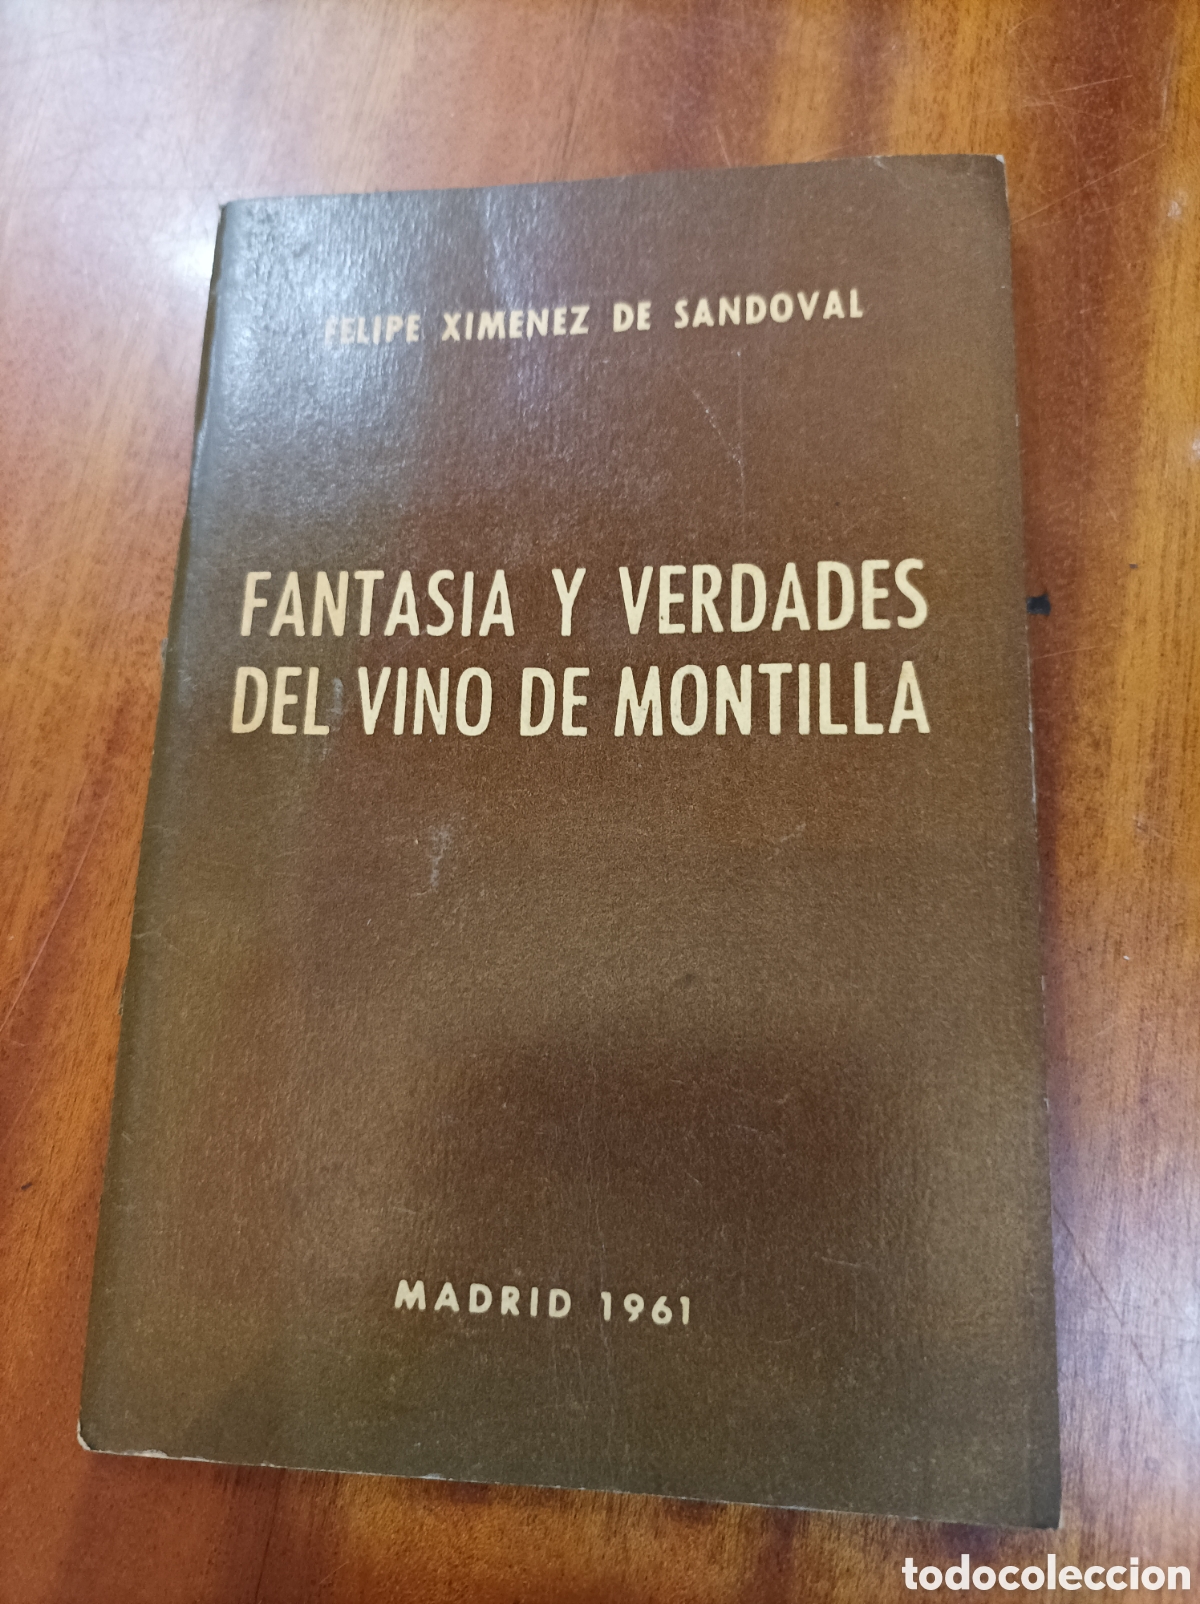 FELIPE XIMENEZ DE SANDOVAL
FANTASIA Y VERDADES
DEL VINO DE MONTILLA
MADRID 1961
todocoleccion